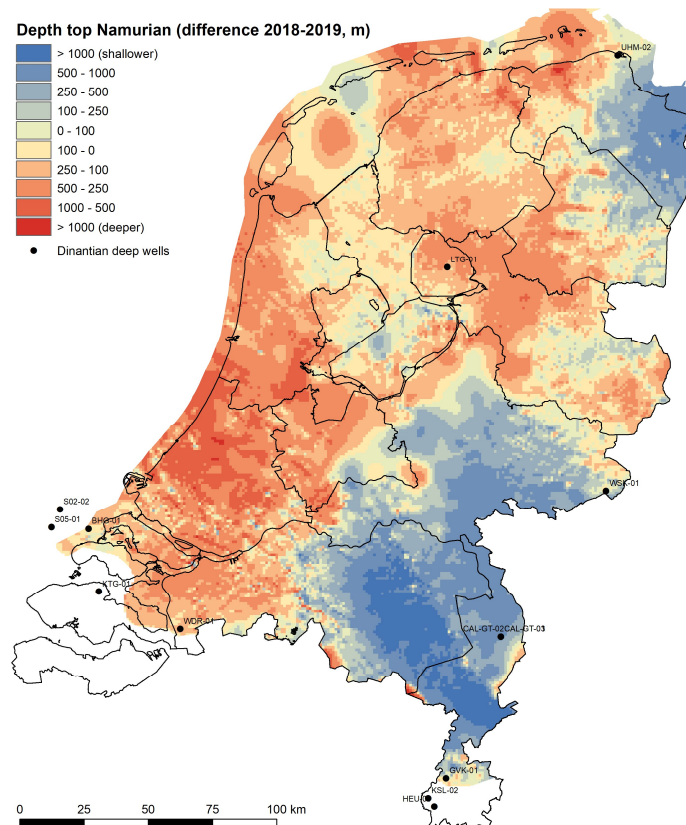 Depth top Namurian (difference 2018-2019, m)
> 1000 (shallower)
500 - 1000
250 - 500
100 - 250
0 - 100
100 - 0
250 - 100
500 - 250
1000 - 500
> 1000 (deeper)
Dinantian deep wells
UHM-02
LTG-01
WSK-01
S02-02
S05-01
BHG-01
KTG-01
WDR-01
CAL-GT-02
GVK-01
KSL-02
0 25 50 75 100 km